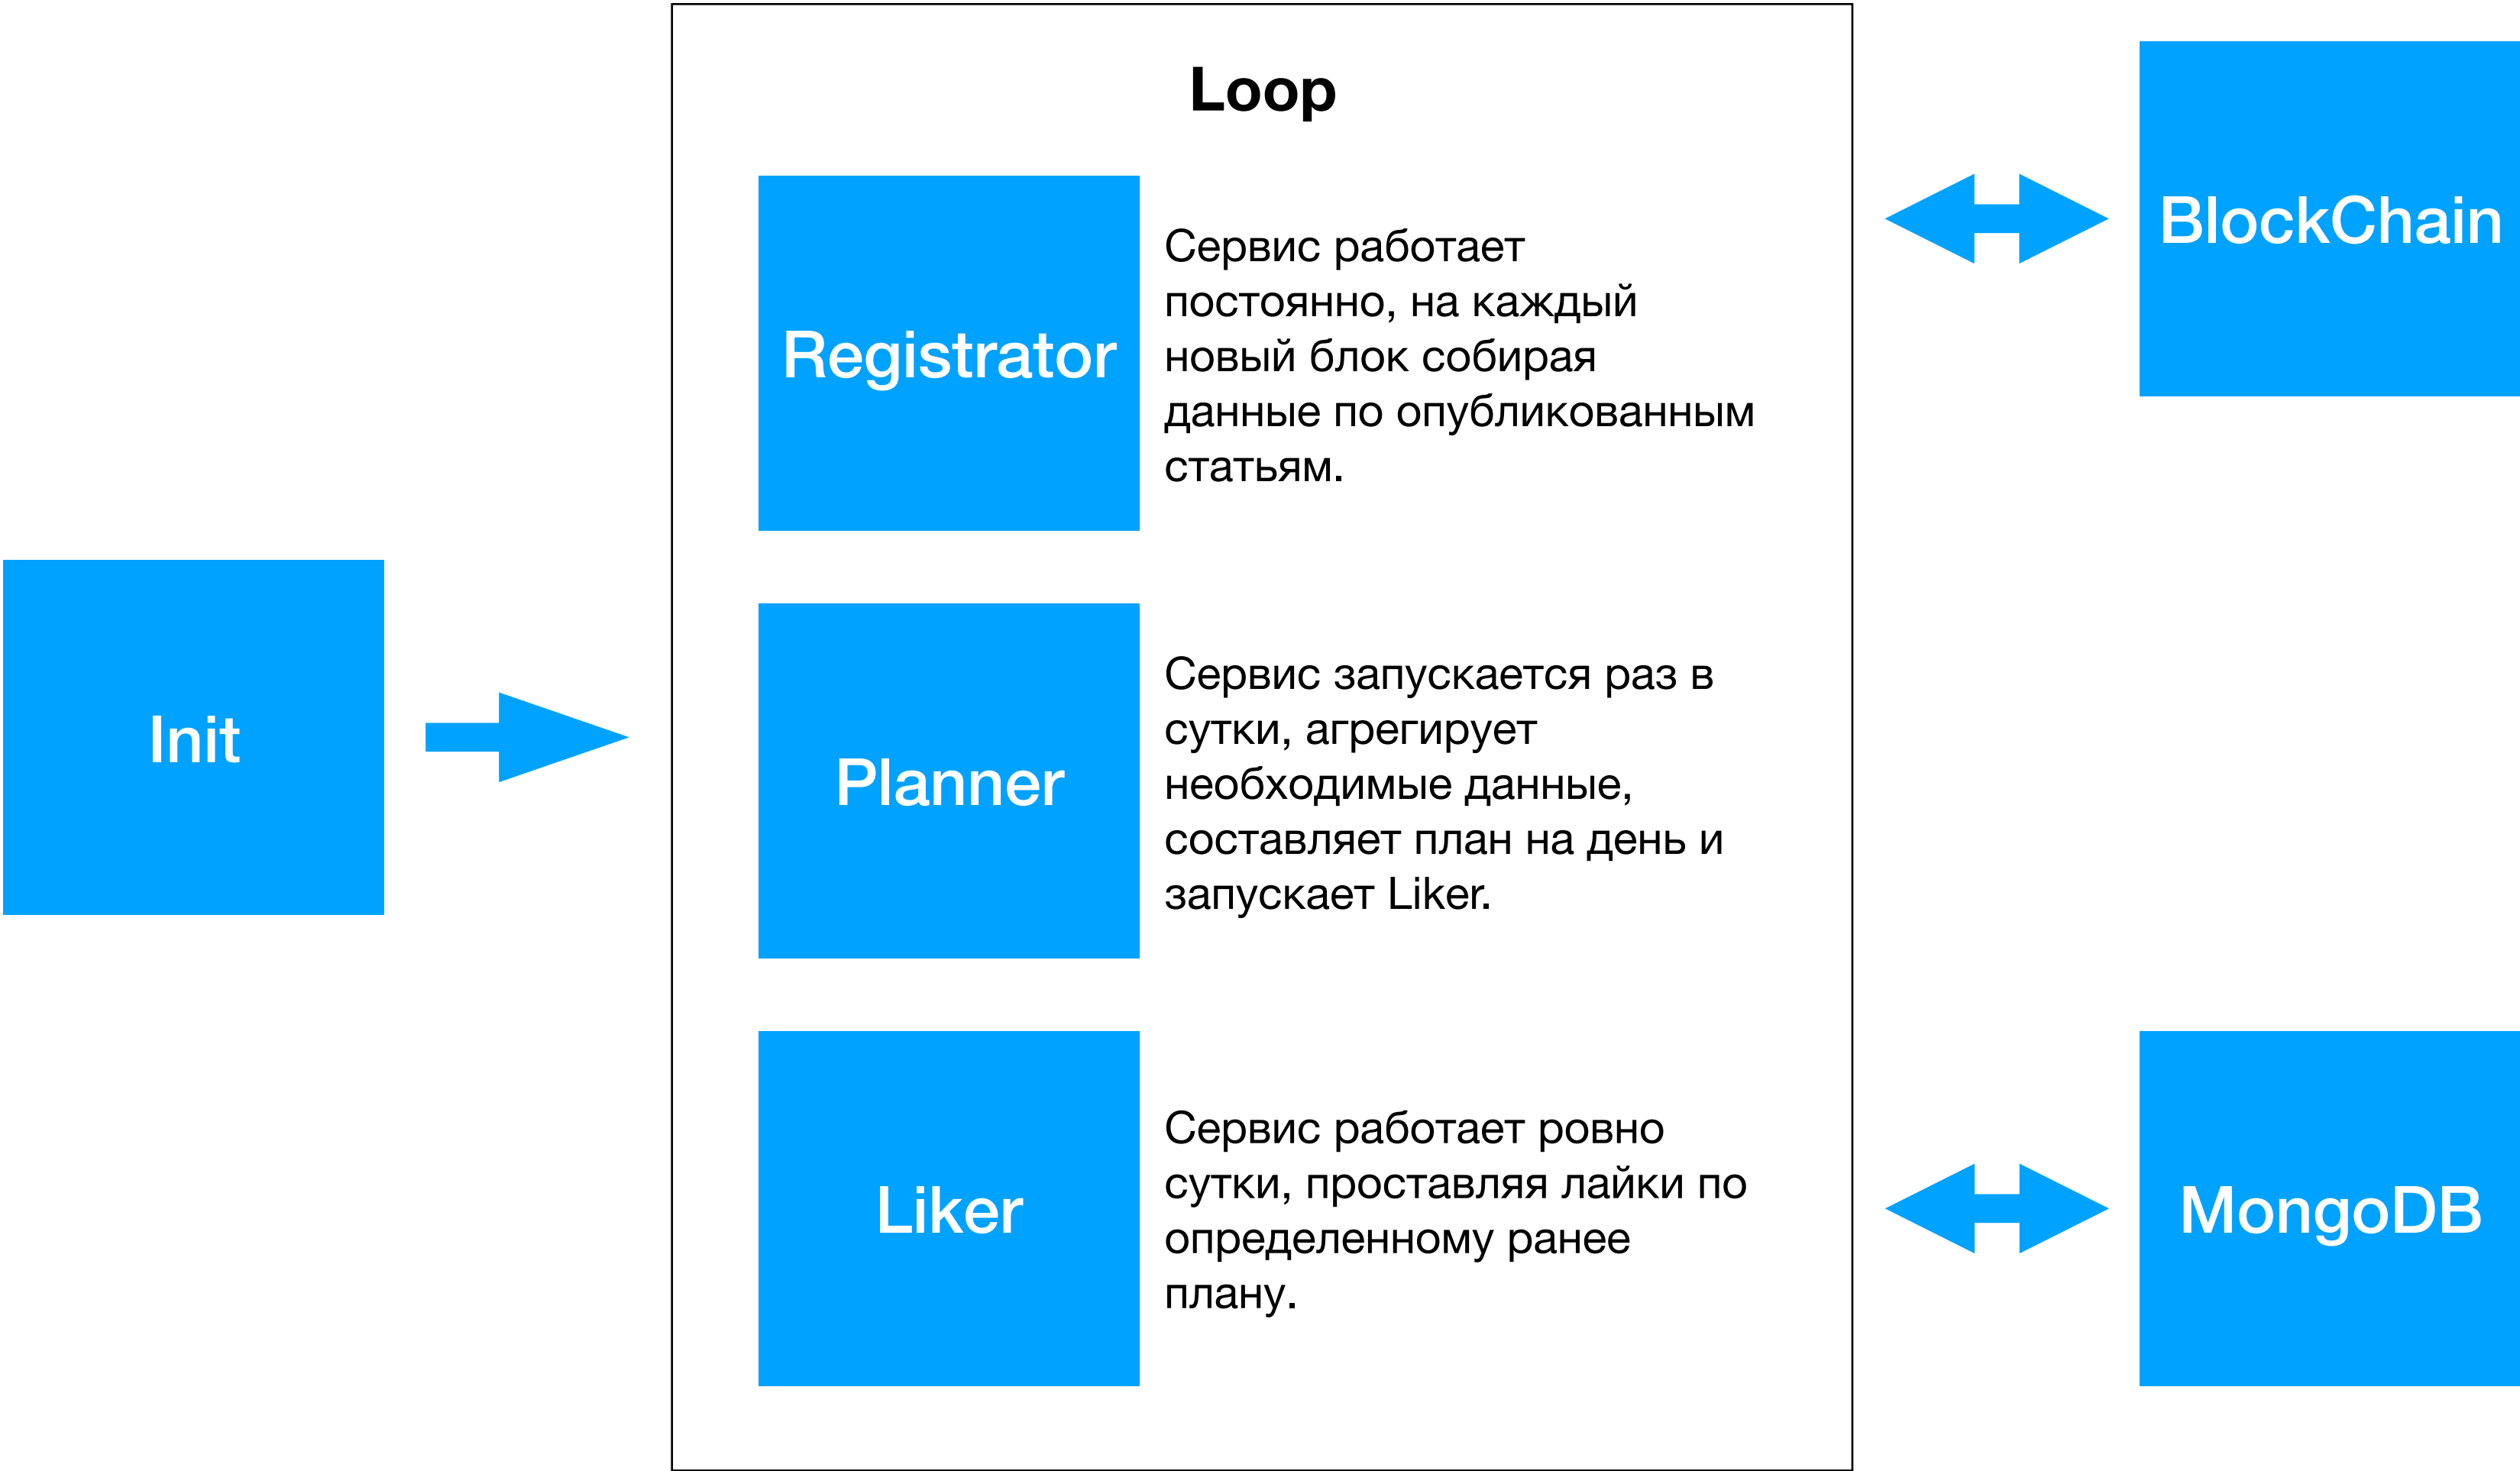 Loop
Registrator
Сервис работает
постоянно, на каждый
новый блок собирая
данные по опубликованным
статьям.
Init
Planner
Сервис запускается раз в
сутки, агрегирует
необходимые данные,
составляет план на день и
запускает Liker.
Liker
Сервис работает ровно
сутки, проставляя лайки по
определенному ранее
плану.
BlockChain
MongoDB